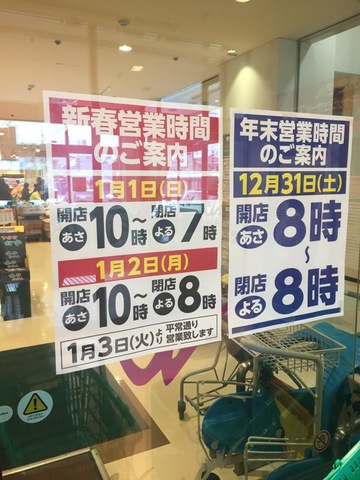 新春営業時間
のご案内
1月1日(日)
開店 あさ 10時~ 閉店 よる 7時
1月2日(月)
開店 あさ 10時~ 閉店 よる 8時
1月3日(火)より 平常通り
営業致します
年末営業時間
のご案内
12月31日(土)
開店 あさ 8時
~
閉店 よる 8時